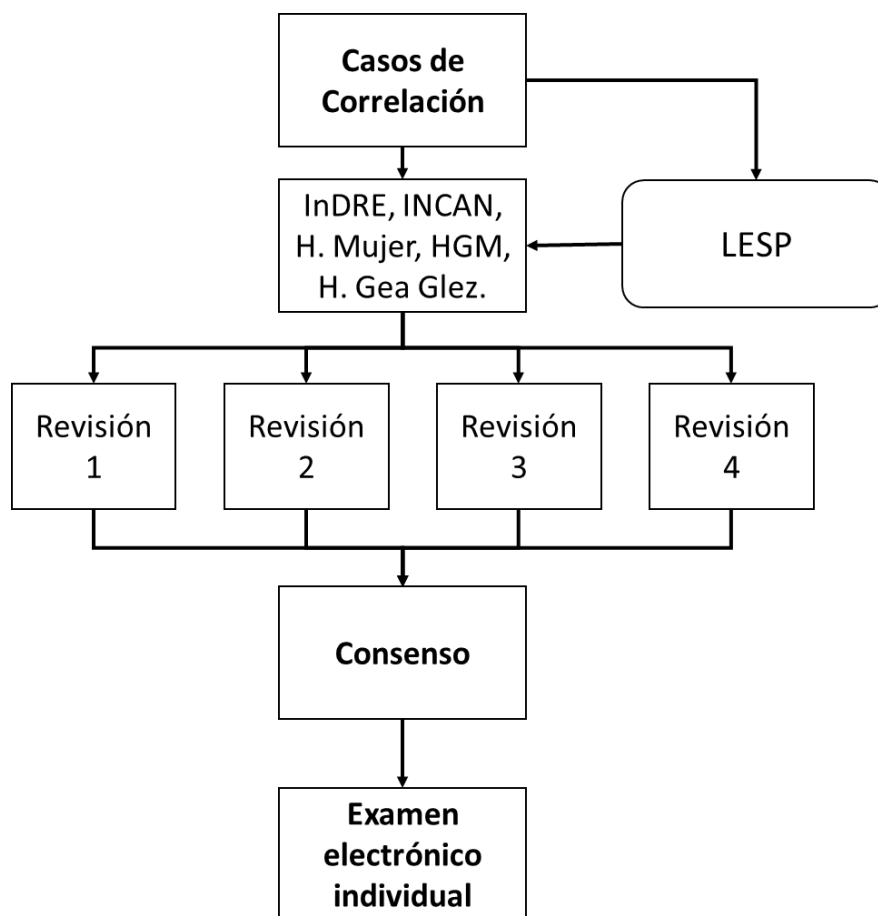 Casos de
Correlación
InDRE, INCAN,
H. Mujer, HGM,
H. Gea Glez.
LESP
Revisión
1
Revisión
2
Revisión
3
Revisión
4
Consenso
Examen
electrónico
individual